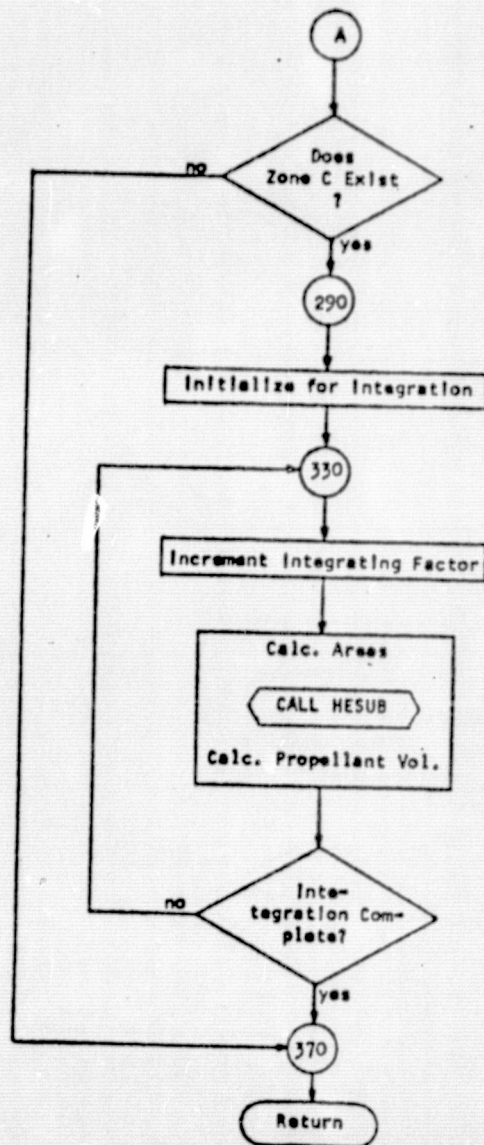 A
Does
Zone C Exist
?
no
yes
290
Initialize for Integration
330
Increment Integrating Factor
Calc. Areas
CALL HESUB
Calc. Propellant Vol.
Inte-
tegration Com-
plete?
no
yes
370
Return